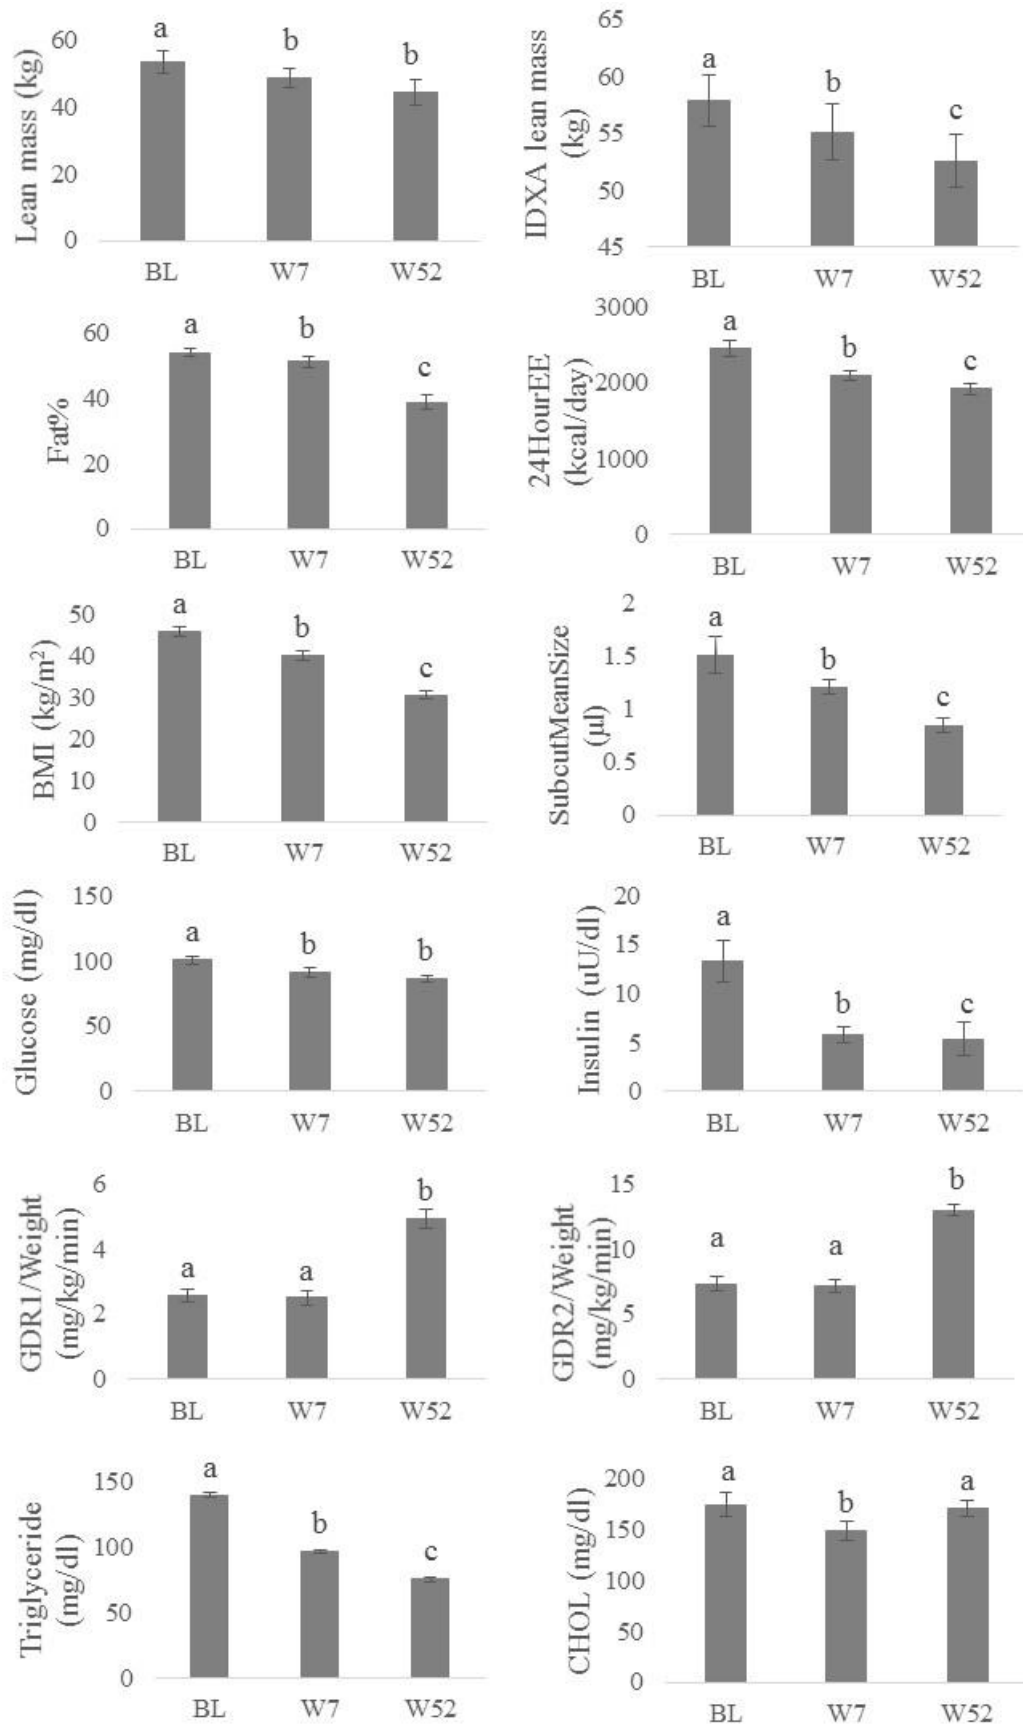 Lean mass (kg)
60
40
20
0
a
b
b
BL
W7
W52
IDXA lean mass
(kg)
65
60
55
50
45
a
b
c
BL
W7
W52
Fat%
60
40
20
0
a
b
c
BL
W7
W52
24HourEE
(kcal/day)
3000
2000
1000
0
a
b
c
BL
W7
W52
BMI (kg/m²)
50
40
30
20
10
0
a
b
c
BL
W7
W52
SubcutMeanSize
(µl)
2
1.5
1
0.5
0
a
b
c
BL
W7
W52
Glucose (mg/dl)
150
100
50
0
a
b
b
BL
W7
W52
Insulin (uU/dl)
20
15
10
5
0
a
b
c
BL
W7
W52
GDR1/Weight
(mg/kg/min)
6
4
2
0
a
a
b
BL
W7
W52
GDR2/Weight
(mg/kg/min)
15
10
5
0
a
a
b
BL
W7
W52
Triglyceride
(mg/dl)
150
100
50
0
a
b
c
BL
W7
W52
CHOL (mg/dl)
200
150
100
50
0
a
b
a
BL
W7
W52